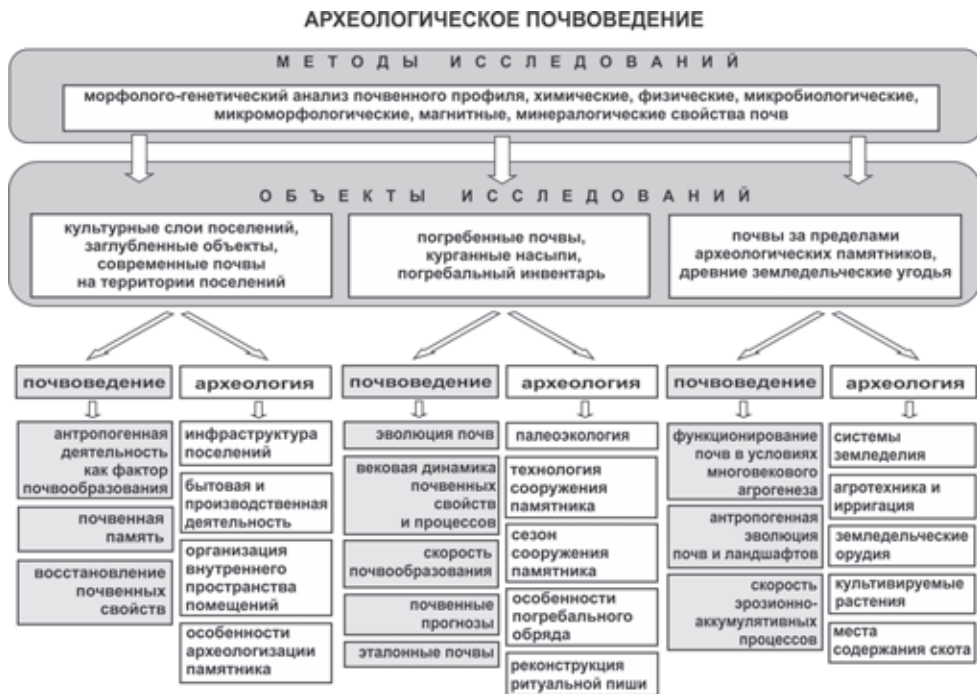 АРХЕОЛОГИЧЕСКОЕ ПОЧВОВЕДЕНИЕ
МЕТОДЫ ИССЛЕДОВАНИЙ
морфолого-генетический анализ почвенного профиля, химические, физические, микробиологические,
микроморфологические, магнитные, минералогические свойства почв
ОБЪЕКТЫ ИССЛЕДОВАНИЙ
культурные слои поселений,
заглубленные объекты,
современные почвы
на территории поселений
погребенные почвы,
курганные насыпи,
погребальный инвентарь
почвы за пределами
археологических памятников,
древние земледельческие угодья
почвоведение
антропогенная
деятельность
как фактор
почвообразования
почвенная
память
восстановление
почвенных
свойств
археология
инфраструктура
поселений
бытовая и
производственная
деятельность
организация
внутреннего
пространства
помещений
особенности
археологизации
памятника
почвоведение
эволюция почв
вековая динамика
почвенных
свойств
и процессов
скорость
почвообразования
почвенные
прогнозы
эталонные почвы
археология
палеоэкология
технология
сооружения
памятника
сезон
сооружения
памятника
особенности
погребального
обряда
реконструкция
ритуальной пиши
почвоведение
функционирование
почв в условиях
многовекового
агрогенеза
антропогенная
эволюция
почв и ландшафтов
скорость
эрозионно-
аккумулятивных
процессов
археология
системы
земледелия
агротехника и
ирригация
земледельческие
орудия
культивируемые
растения
места
содержания скота